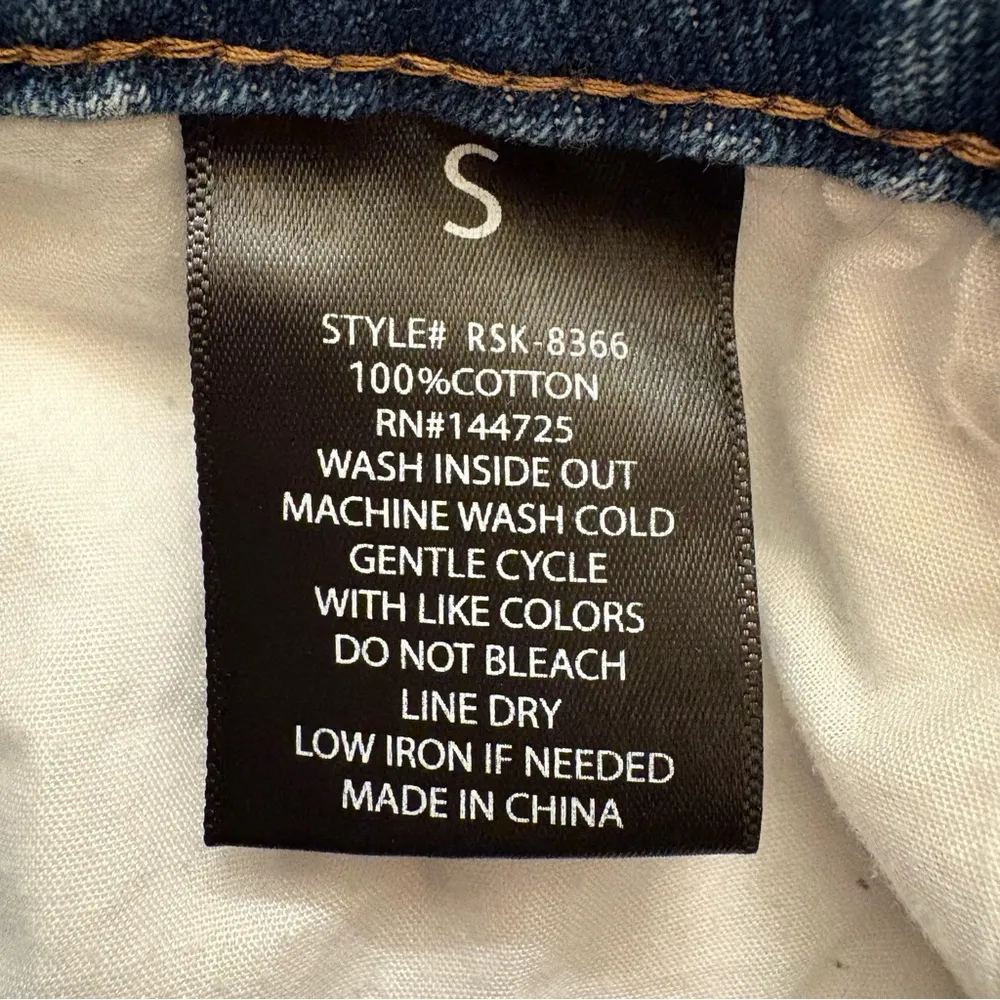 S
STYLE# RSK-8366
100%COTTON
RN#144725
WASH INSIDE OUT
MACHINE WASH COLD
GENTLE CYCLE
WITH LIKE COLORS
DO NOT BLEACH
LINE DRY
LOW IRON IF NEEDED
MADE IN CHINA